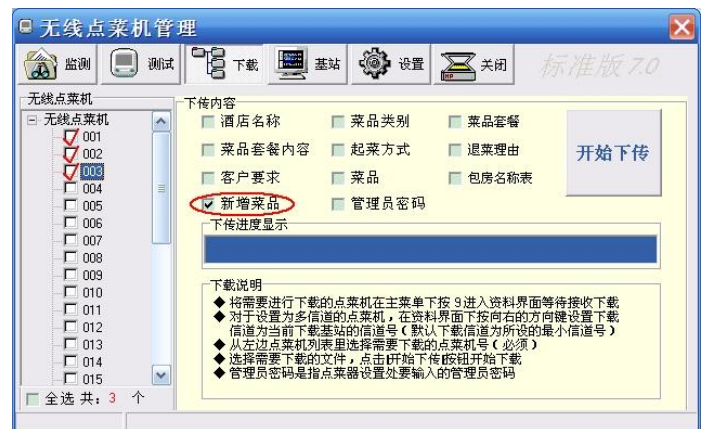 无线点菜机管理
监测 测试 下载 基站 设置 关闭 标准版 7.0
无线点菜机
无线点菜机
001
002
003
004
005
006
007
008
009
010
011
012
013
014
015
全选 共: 3 个
下传内容
酒店名称 菜品类别 菜品套餐
菜品套餐内容 起菜方式 退菜理由
客户要求 菜品 包房名称表
新增菜品 管理员密码
开始下传
下传进度显示
下载说明
◆ 将需要进行下载的点菜机在主菜单下按 9 进入资料界面等待接收下载
◆ 对于设置为多信道的点菜机，在资料界面下按向右的方向键设置下载
信道为当前下载基站的信道号（默认下载信道为所设的最小信道号）
◆ 从左边点菜机列表里选择需要下载的点菜机号（必须）
◆ 选择需要下载的文件，点击开始下传按钮开始下载
◆ 管理员密码是指点菜器设置处要输入的管理员密码